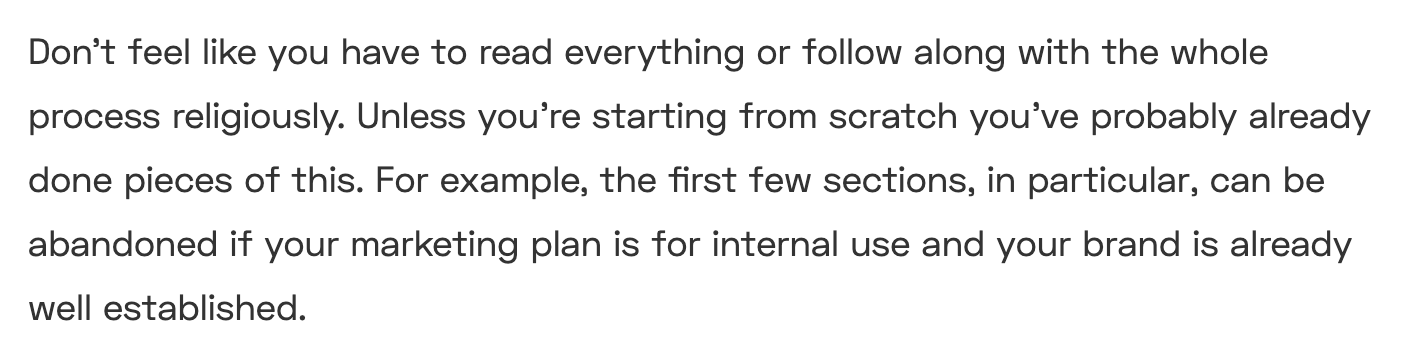 Don’t feel like you have to read everything or follow along with the whole
process religiously. Unless you’re starting from scratch you’ve probably already
done pieces of this. For example, the first few sections, in particular, can be
abandoned if your marketing plan is for internal use and your brand is already
well established.